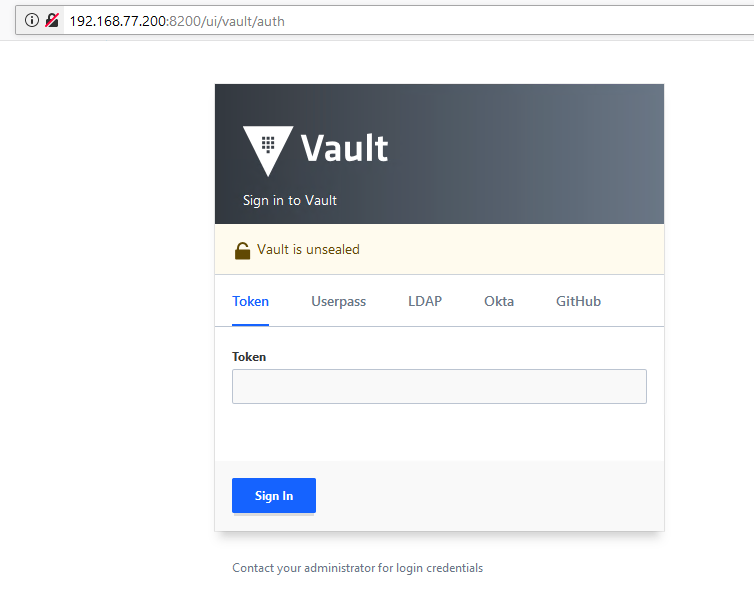 192.168.77.200:8200/ui/vault/auth
Vault
Sign in to Vault
Vault is unsealed
Token Userpass LDAP Okta GitHub
Token
Sign In
Contact your administrator for login credentials